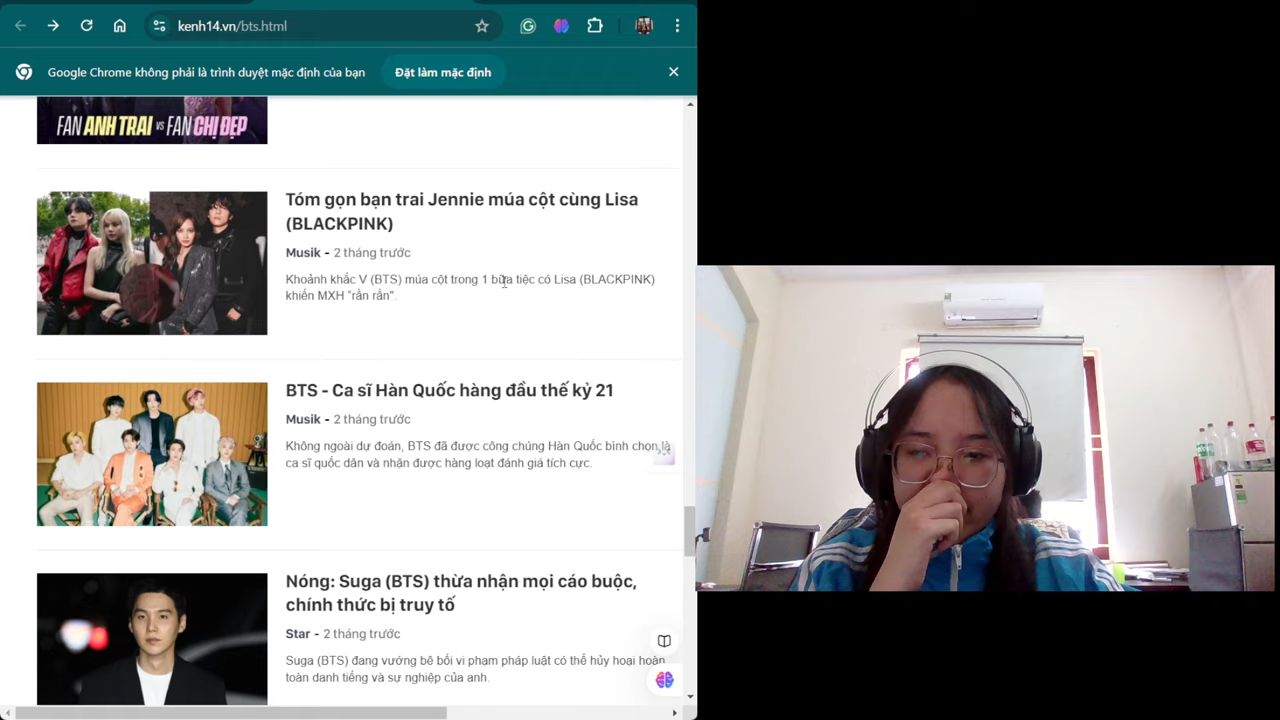 kenh14.vn/bts.html
Google Chrome không phải là trình duyệt mặc định của bạn
Đặt làm mặc định
FAN ANH TRAI VS FAN CHỊ ĐẸP
Tóm gọn bạn trai Jennie múa cột cùng Lisa
(BLACKPINK)
Musik - 2 tháng trước
Khoảnh khắc V (BTS) múa cột trong 1 bữa tiệc có Lisa (BLACKPINK)
khiến MXH "rần rần".
BTS - Ca sĩ Hàn Quốc hàng đầu thế kỷ 21
Musik - 2 tháng trước
Không ngoài dự đoán, BTS đã được công chúng Hàn Quốc bình chọn là
ca sĩ quốc dân và nhận được hàng loạt đánh giá tích cực.
Nóng: Suga (BTS) thừa nhận mọi cáo buộc,
chính thức bị truy tố
Star - 2 tháng trước
Suga (BTS) đang vướng bê bối vi phạm pháp luật có thể hủy hoại hoàn
toàn danh tiếng và sự nghiệp của anh.